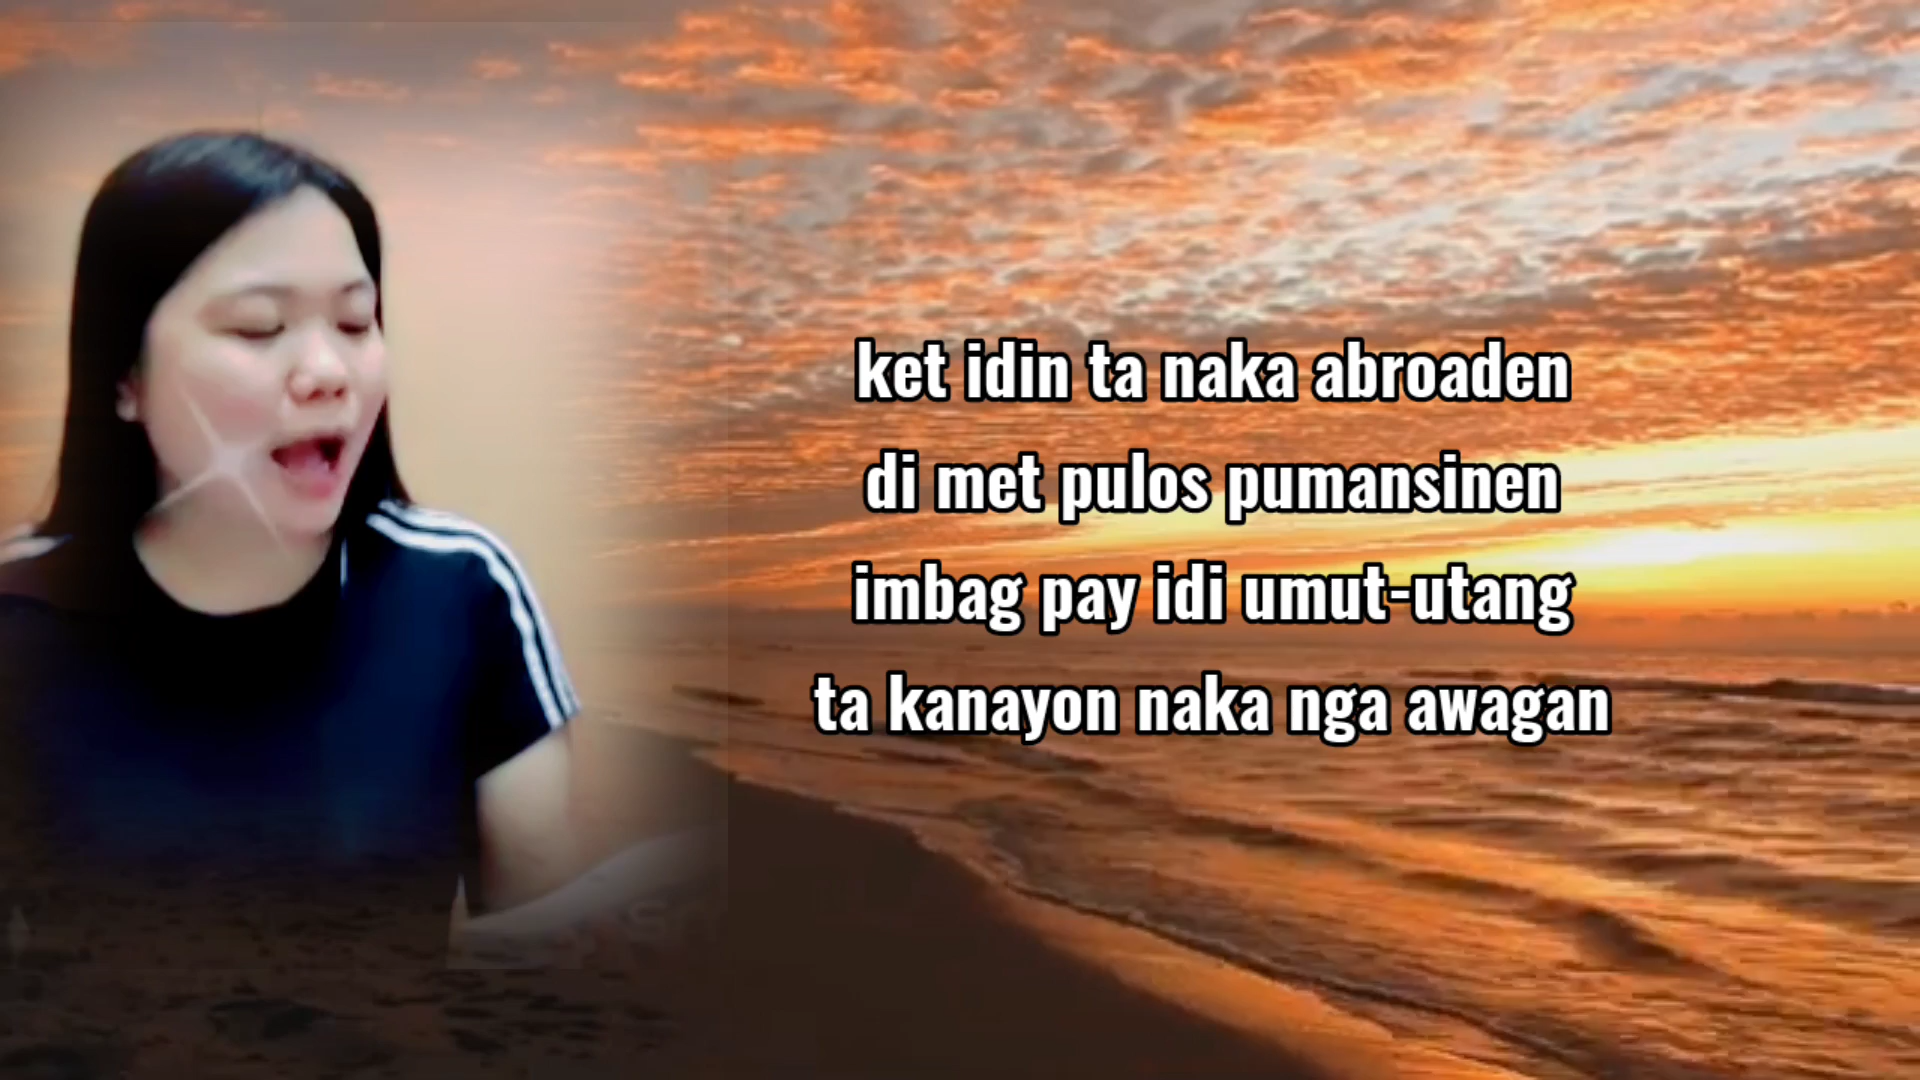 ket idin ta naka abroaden
di met pulos pumansinen
imbag pay idi umut-utang
ta kanayon naka nga awagan